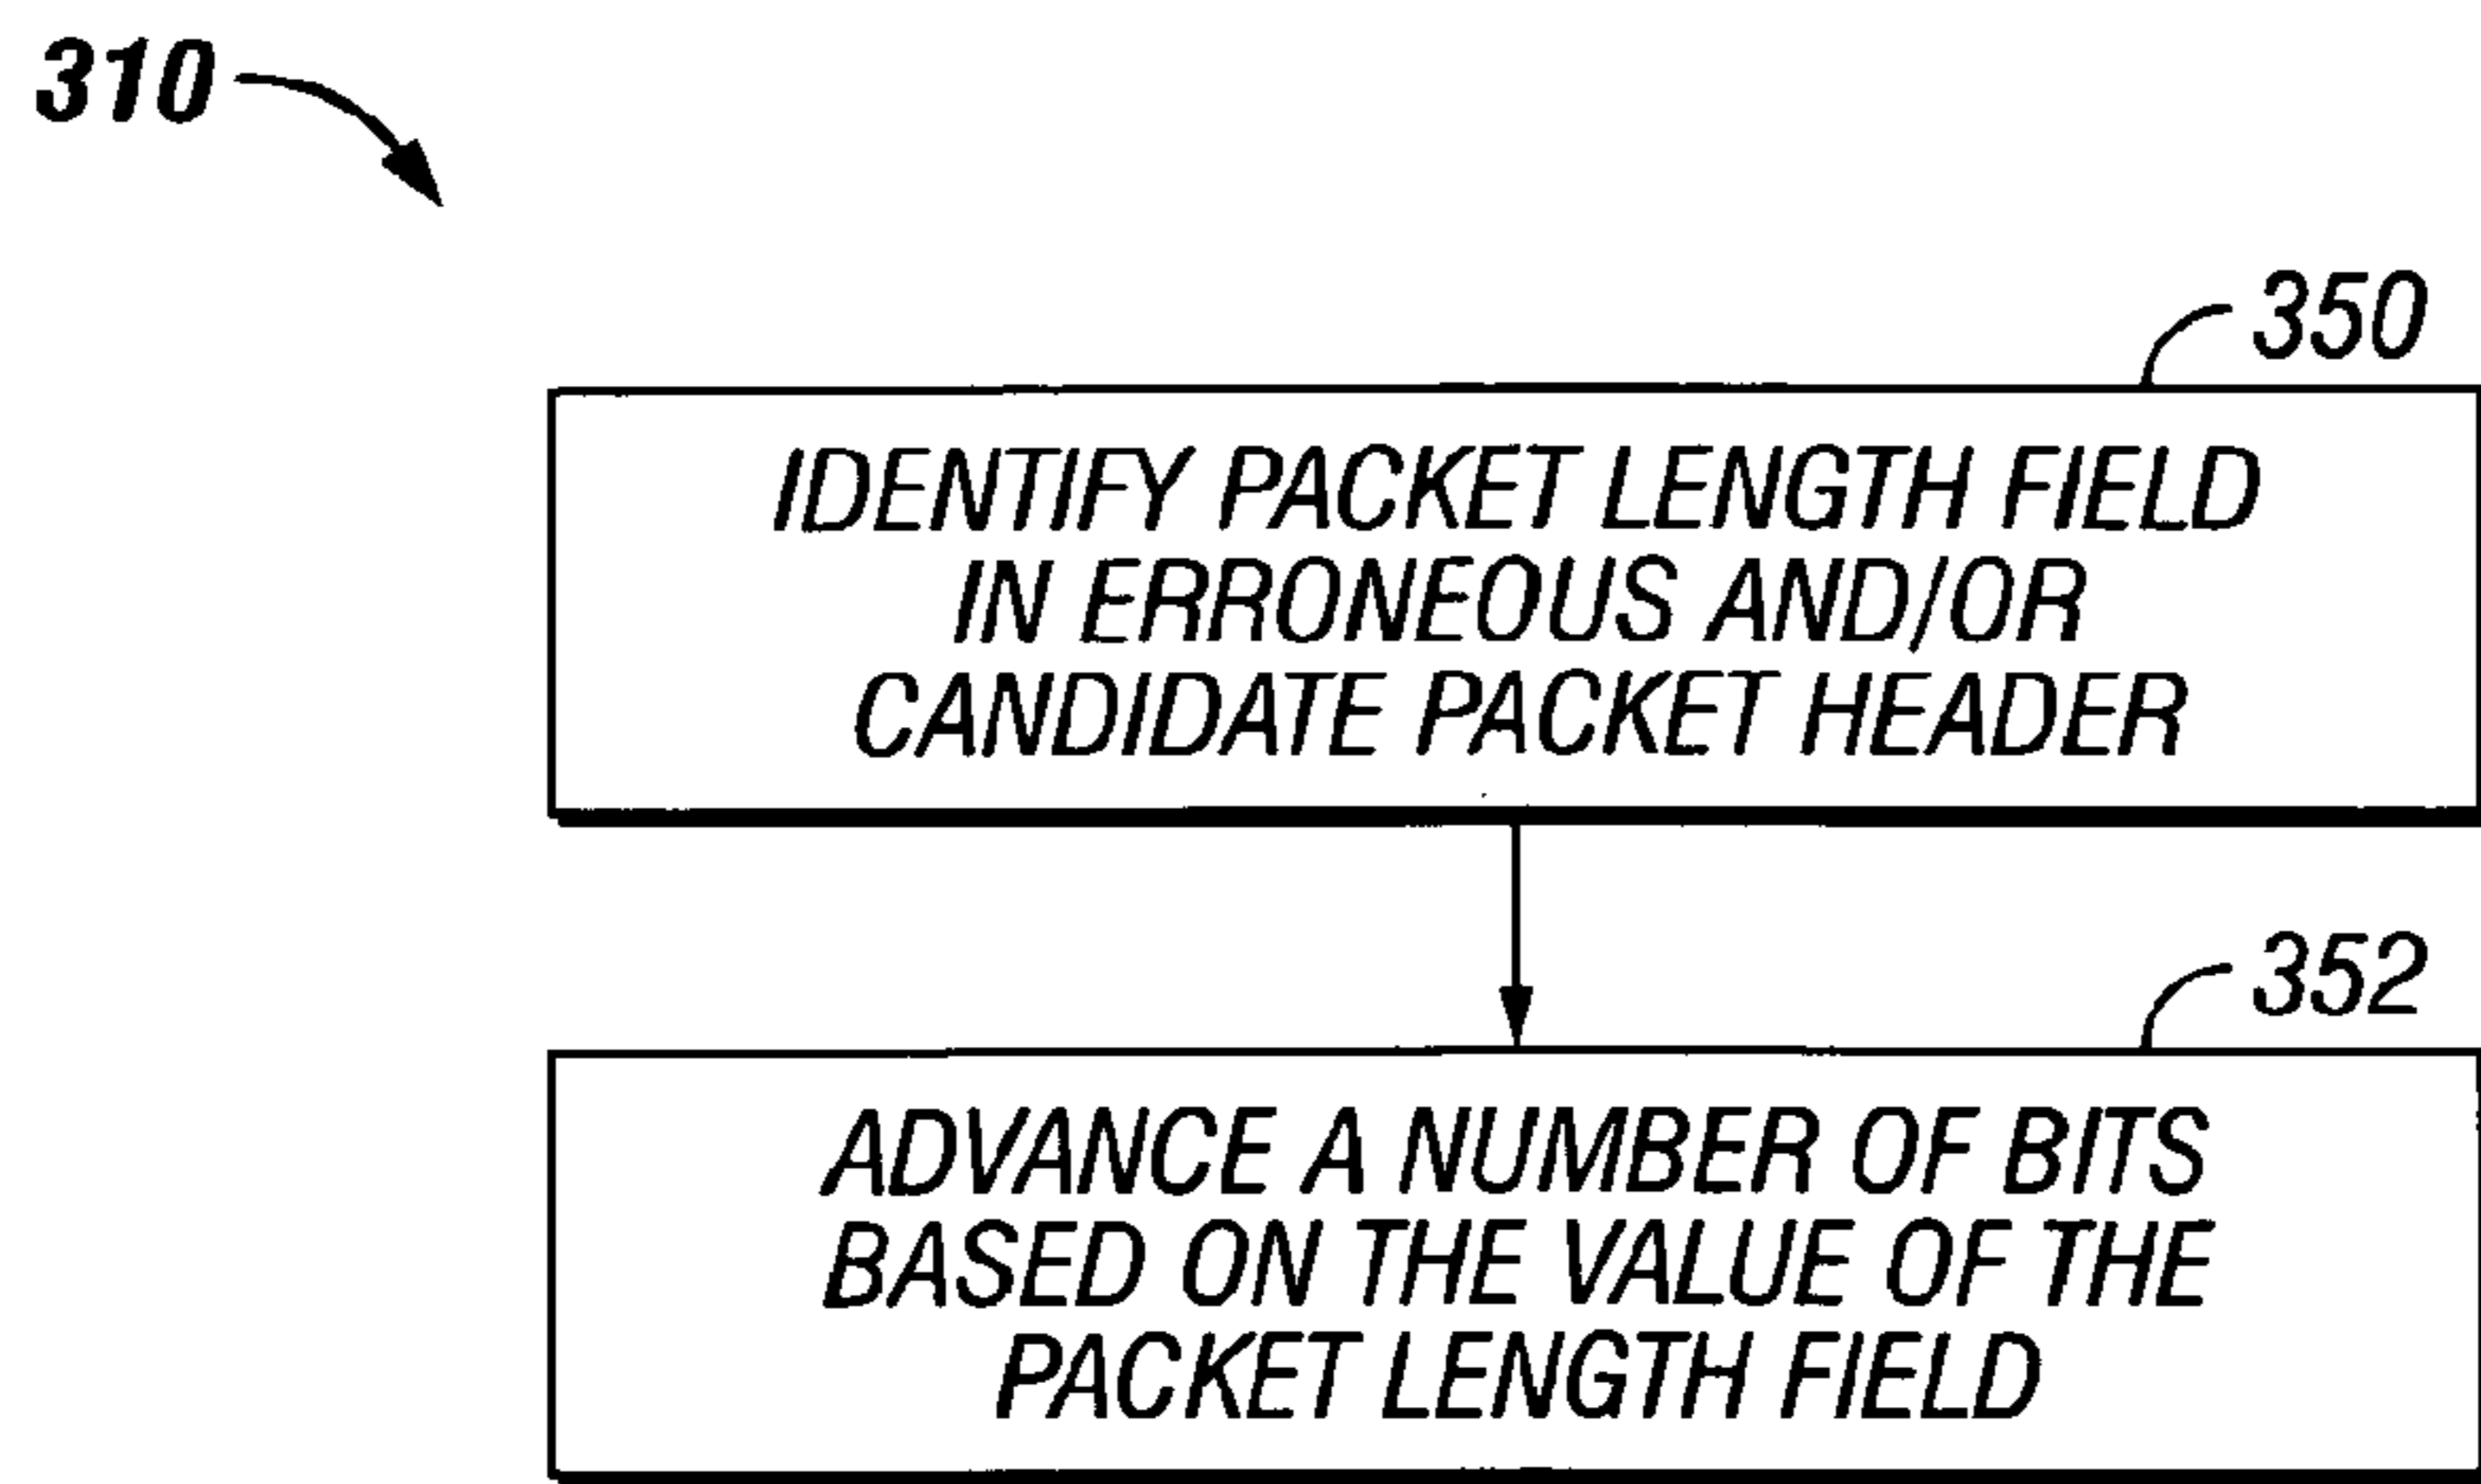 310
350
IDENTIFY PACKET LENGTH FIELD
IN ERRONEOUS AND/OR
CANDIDATE PACKET HEADER
352
ADVANCE A NUMBER OF BITS
BASED ON THE VALUE OF THE
PACKET LENGTH FIELD